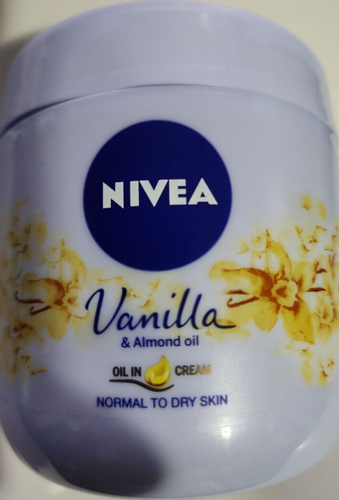 NIVEA
Vanilla
& Almond oil
OIL IN CREAM
NORMAL TO DRY SKIN